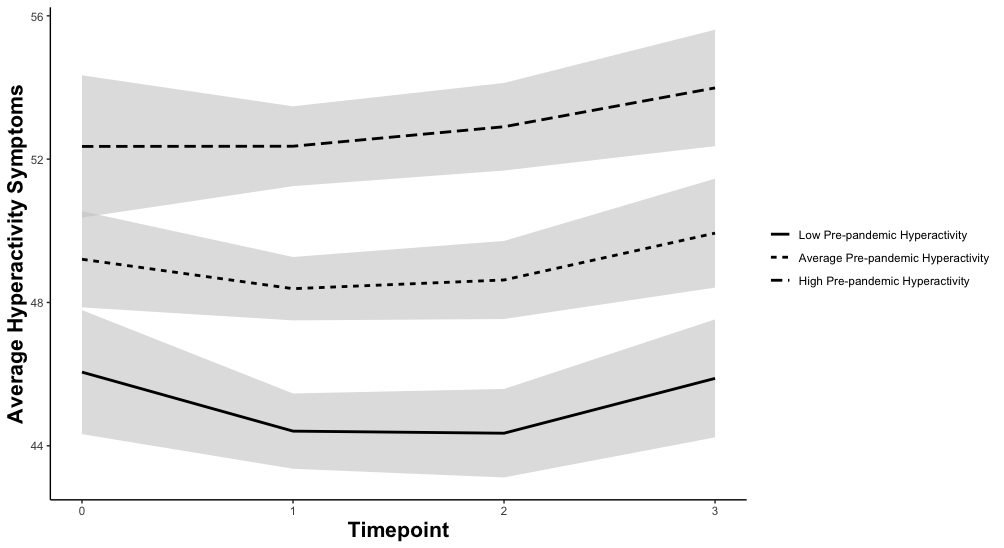 Average Hyperactivity Symptoms
56
52
48
44
0 1 2 3
Timepoint
Low Pre-pandemic Hyperactivity
Average Pre-pandemic Hyperactivity
High Pre-pandemic Hyperactivity